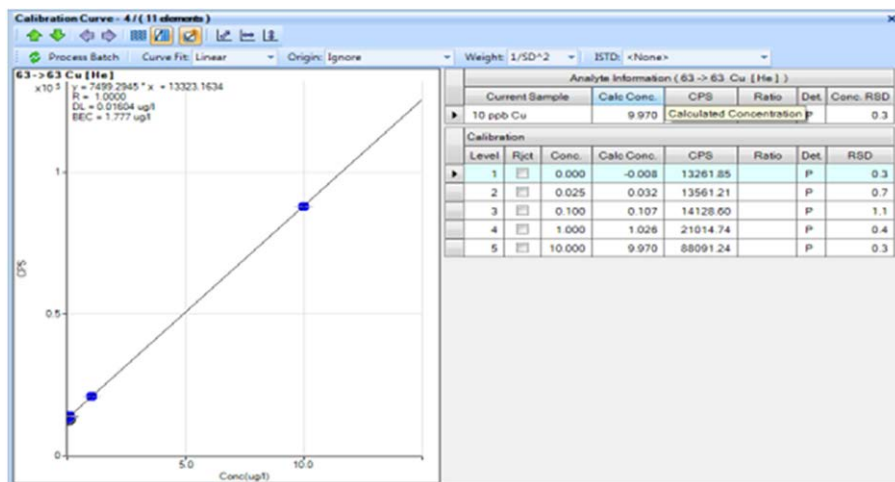 Calibration Curve - 4 / ( 11 elements )
Process Batch Curve Fit: Linear Origin: Ignore Weight: 1/SD^2 ISTD: <None>
63->63 Cu [He]
y = 7499.2945 * x + 13323.1634
R = 1.0000
DL = 0.01604 ug/l
BEC = 1.777 ug/l
1
0.5
0
5.0 10.0
CPS
Conc(ug/l)
Analyte Information ( 63 -> 63 Cu [ He ] )
Current Sample Calc Conc. CPS Ratio Det. Conc. RSD
10 ppb Cu 9.970 Calculated Concentration P 0.3
Calibration
Level Rjct Conc. Calc Conc. CPS Ratio Det. RSD
1 0.000 -0.008 13261.85 P 0.3
2 0.025 0.032 13561.21 P 0.7
3 0.100 0.107 14128.60 P 1.1
4 1.000 1.026 21014.74 P 0.4
5 10.000 9.970 88091.24 P 0.3